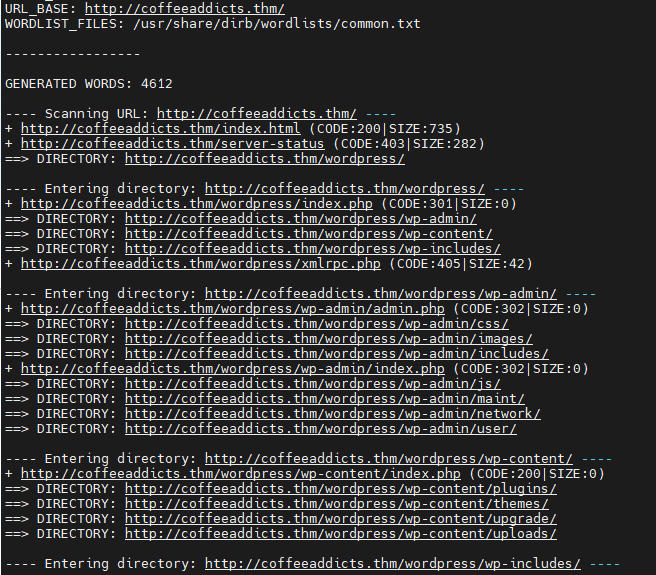 URL_BASE: http://coffeeaddicts.thm/
WORDLIST_FILES: /usr/share/dirb/wordlists/common.txt
-----------------
GENERATED WORDS: 4612
---- Scanning URL: http://coffeeaddicts.thm/ ----
+ http://coffeeaddicts.thm/index.html (CODE:200|SIZE:735)
+ http://coffeeaddicts.thm/server-status (CODE:403|SIZE:282)
==> DIRECTORY: http://coffeeaddicts.thm/wordpress/
---- Entering directory: http://coffeeaddicts.thm/wordpress/ ----
+ http://coffeeaddicts.thm/wordpress/index.php (CODE:301|SIZE:0)
==> DIRECTORY: http://coffeeaddicts.thm/wordpress/wp-admin/
==> DIRECTORY: http://coffeeaddicts.thm/wordpress/wp-content/
==> DIRECTORY: http://coffeeaddicts.thm/wordpress/wp-includes/
+ http://coffeeaddicts.thm/wordpress/xmlrpc.php (CODE:405|SIZE:42)
---- Entering directory: http://coffeeaddicts.thm/wordpress/wp-admin/ ----
+ http://coffeeaddicts.thm/wordpress/wp-admin/admin.php (CODE:302|SIZE:0)
==> DIRECTORY: http://coffeeaddicts.thm/wordpress/wp-admin/css/
==> DIRECTORY: http://coffeeaddicts.thm/wordpress/wp-admin/images/
==> DIRECTORY: http://coffeeaddicts.thm/wordpress/wp-admin/includes/
+ http://coffeeaddicts.thm/wordpress/wp-admin/index.php (CODE:302|SIZE:0)
==> DIRECTORY: http://coffeeaddicts.thm/wordpress/wp-admin/js/
==> DIRECTORY: http://coffeeaddicts.thm/wordpress/wp-admin/maint/
==> DIRECTORY: http://coffeeaddicts.thm/wordpress/wp-admin/network/
==> DIRECTORY: http://coffeeaddicts.thm/wordpress/wp-admin/user/
---- Entering directory: http://coffeeaddicts.thm/wordpress/wp-content/ ----
+ http://coffeeaddicts.thm/wordpress/wp-content/index.php (CODE:200|SIZE:0)
==> DIRECTORY: http://coffeeaddicts.thm/wordpress/wp-content/plugins/
==> DIRECTORY: http://coffeeaddicts.thm/wordpress/wp-content/themes/
==> DIRECTORY: http://coffeeaddicts.thm/wordpress/wp-content/upgrade/
==> DIRECTORY: http://coffeeaddicts.thm/wordpress/wp-content/uploads/
---- Entering directory: http://coffeeaddicts.thm/wordpress/wp-includes/ ----